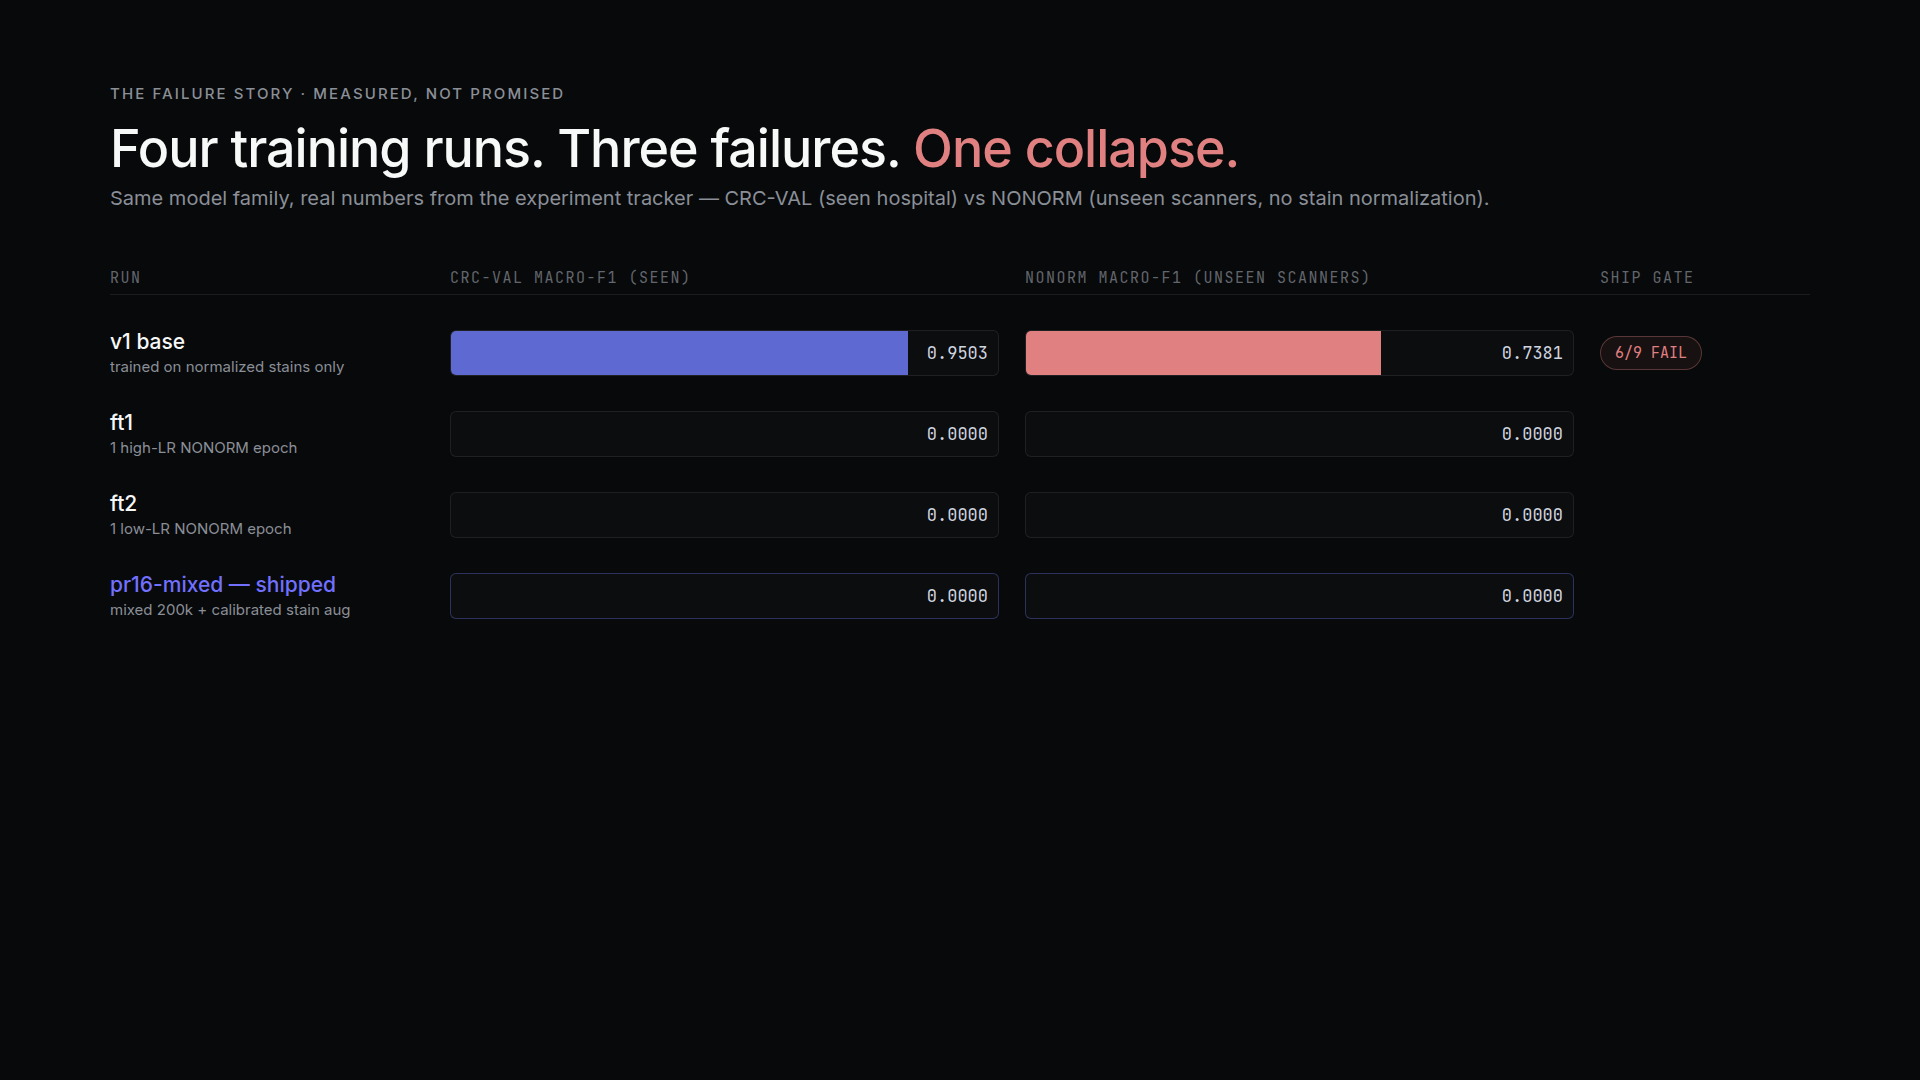 THE FAILURE STORY · MEASURED, NOT PROMISED
Four training runs. Three failures. One collapse.
Same model family, real numbers from the experiment tracker — CRC-VAL (seen hospital) vs NONORM (unseen scanners, no stain normalization).
RUN CRC-VAL MACRO-F1 (SEEN) NONORM MACRO-F1 (UNSEEN SCANNERS) SHIP GATE
v1 base
trained on normalized stains only
0.9503 0.7381 6/9 FAIL
ft1
1 high-LR NONORM epoch
0.0000 0.0000
ft2
1 low-LR NONORM epoch
0.0000 0.0000
pr16-mixed — shipped
mixed 200k + calibrated stain aug
0.0000 0.0000